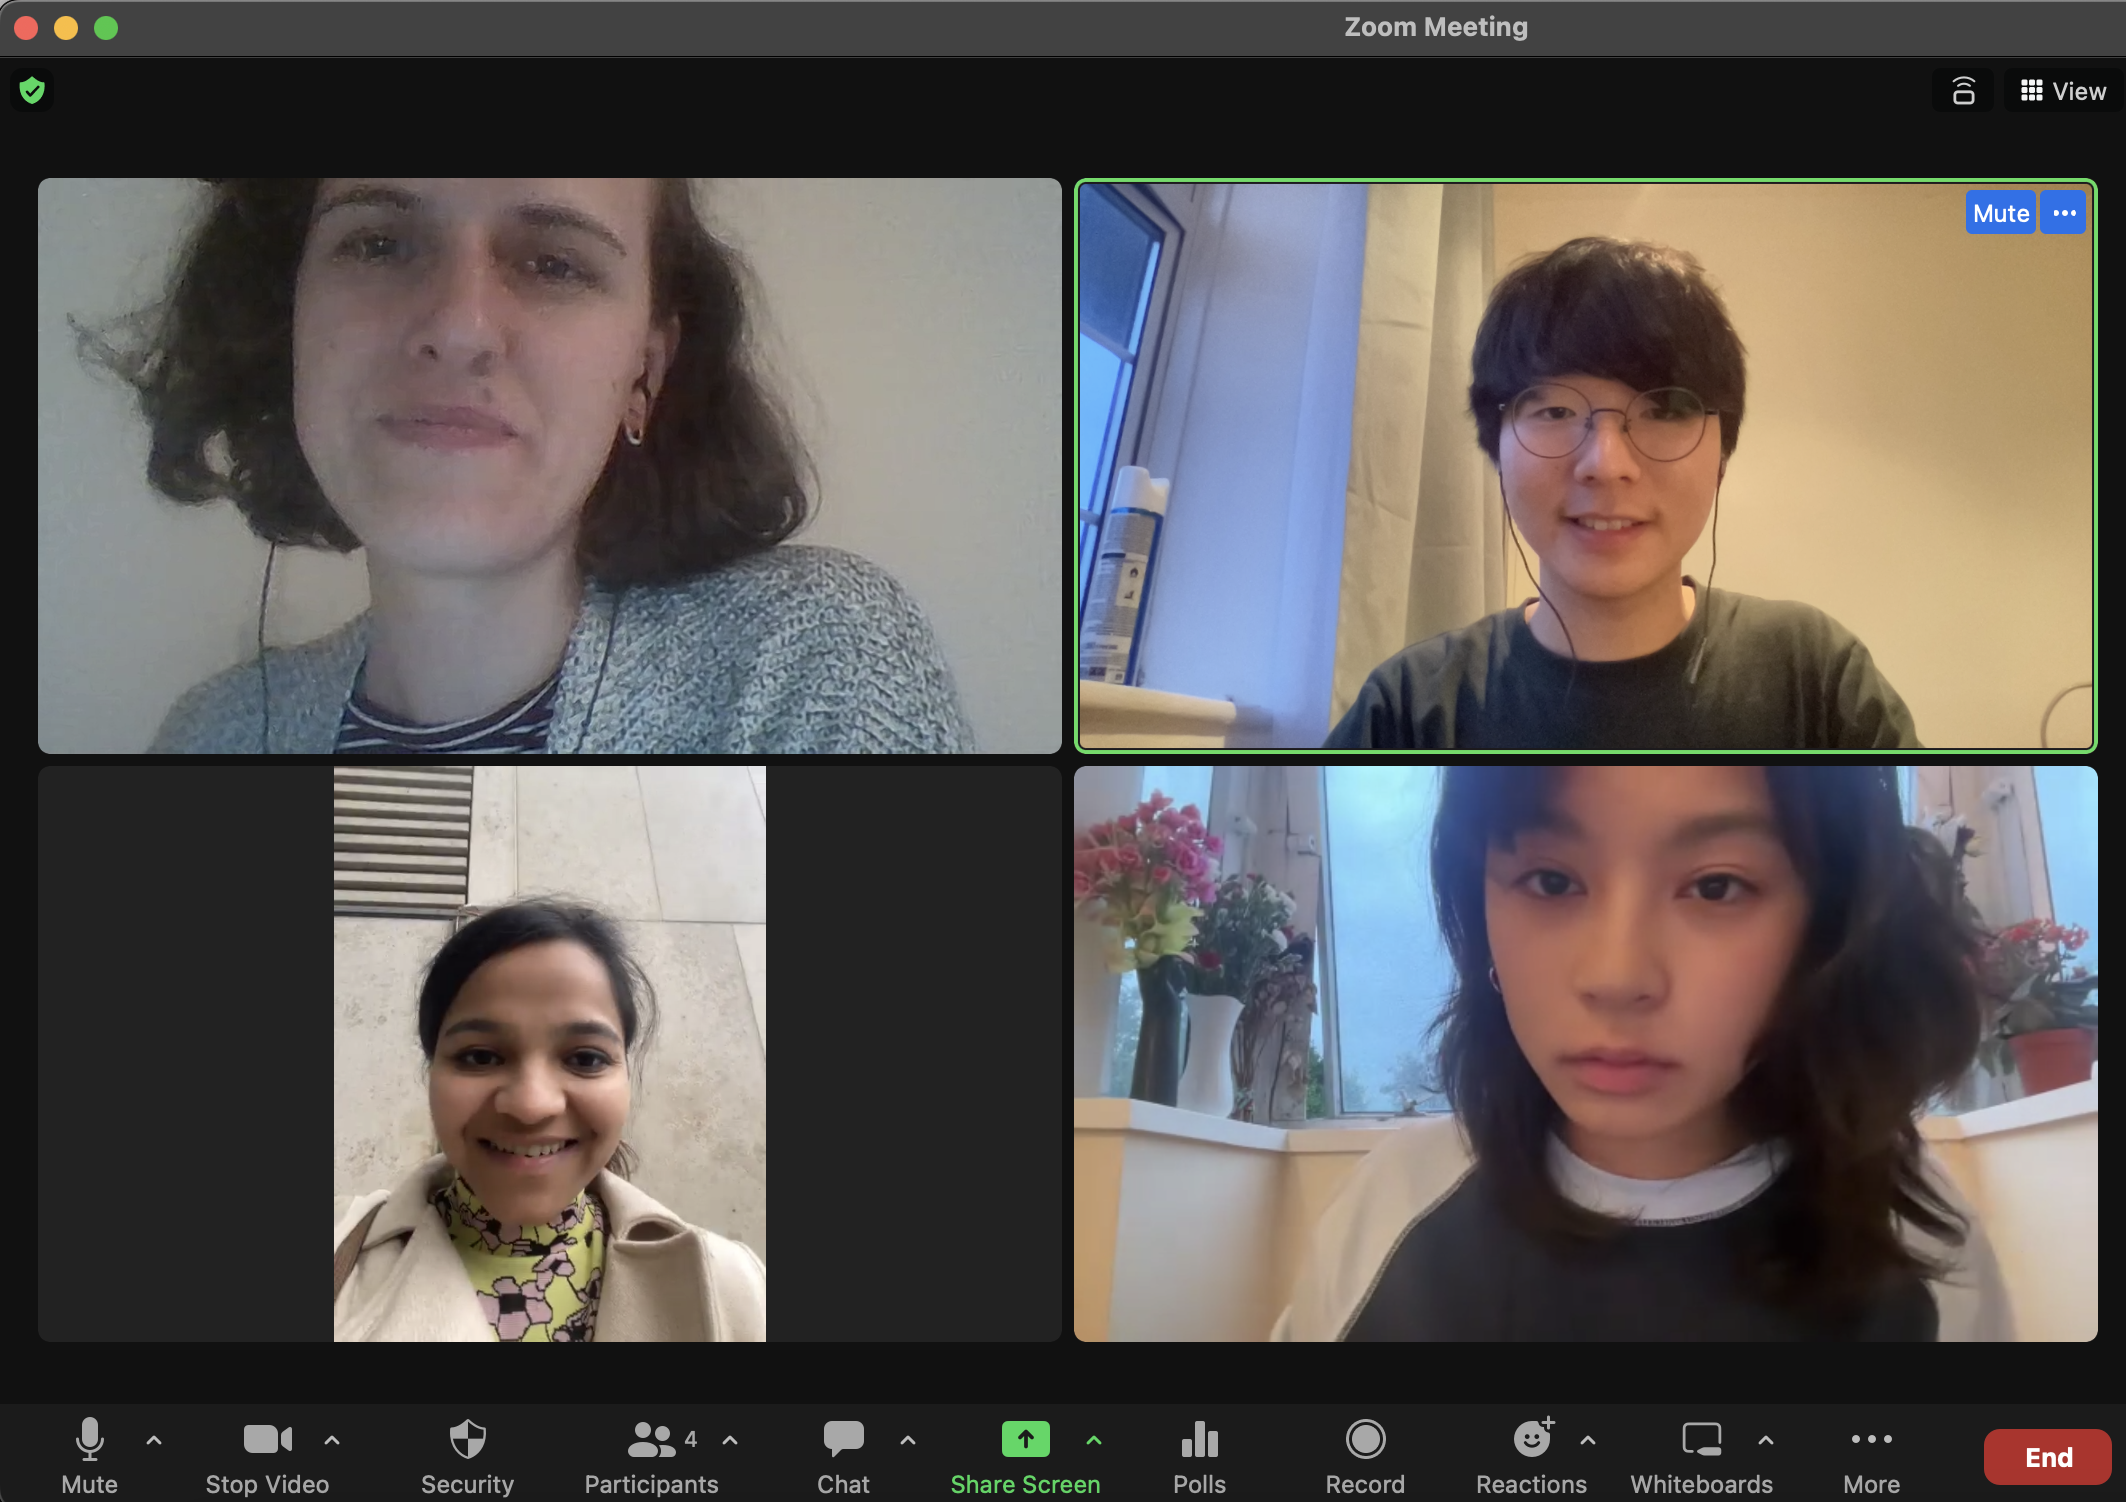 Zoom Meeting
View
Mute ···
Mute
Stop Video
Security
4
Participants
Chat
Share Screen
Polls
Record
Reactions
Whiteboards
More
End